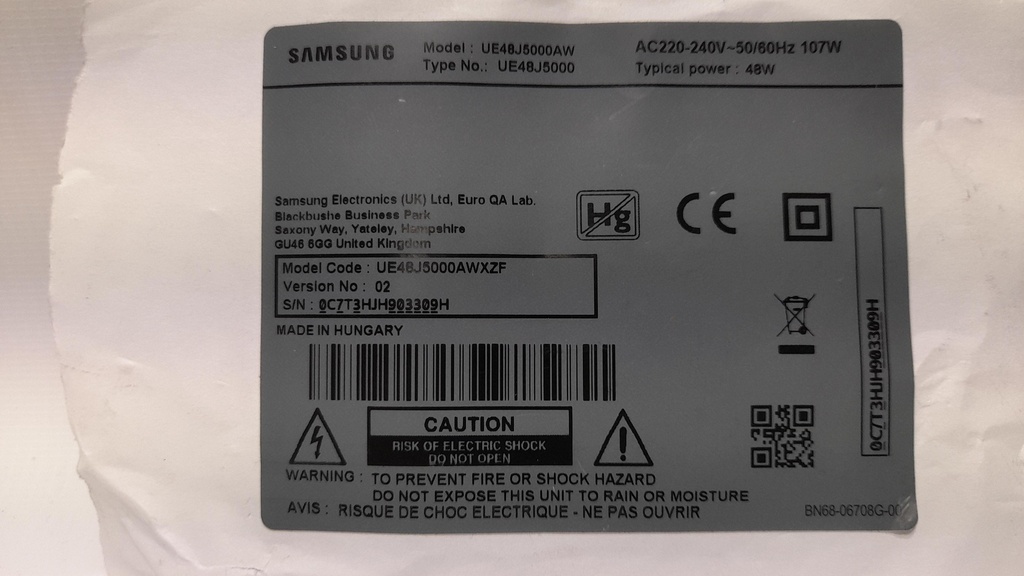 SAMSUNG
Model : UE48J5000AW
Type No.: UE48J5000
AC220-240V~50/60Hz 107W
Typical power : 48W
Samsung Electronics (UK) Ltd, Euro QA Lab.
Blackbushe Business Park
Saxony Way, Yateley, Hampshire
GU46 6GG United Kingdom
Hg
CE
Model Code : UE48J5000AWXZF
Version No : 02
S/N : 0C7T3HJH903309H
MADE IN HUNGARY
0C7T3HJH903309H
CAUTION
RISK OF ELECTRIC SHOCK
DO NOT OPEN
WARNING : TO PREVENT FIRE OR SHOCK HAZARD
DO NOT EXPOSE THIS UNIT TO RAIN OR MOISTURE
AVIS : RISQUE DE CHOC ELECTRIQUE - NE PAS OUVRIR
BN68-06708G-00